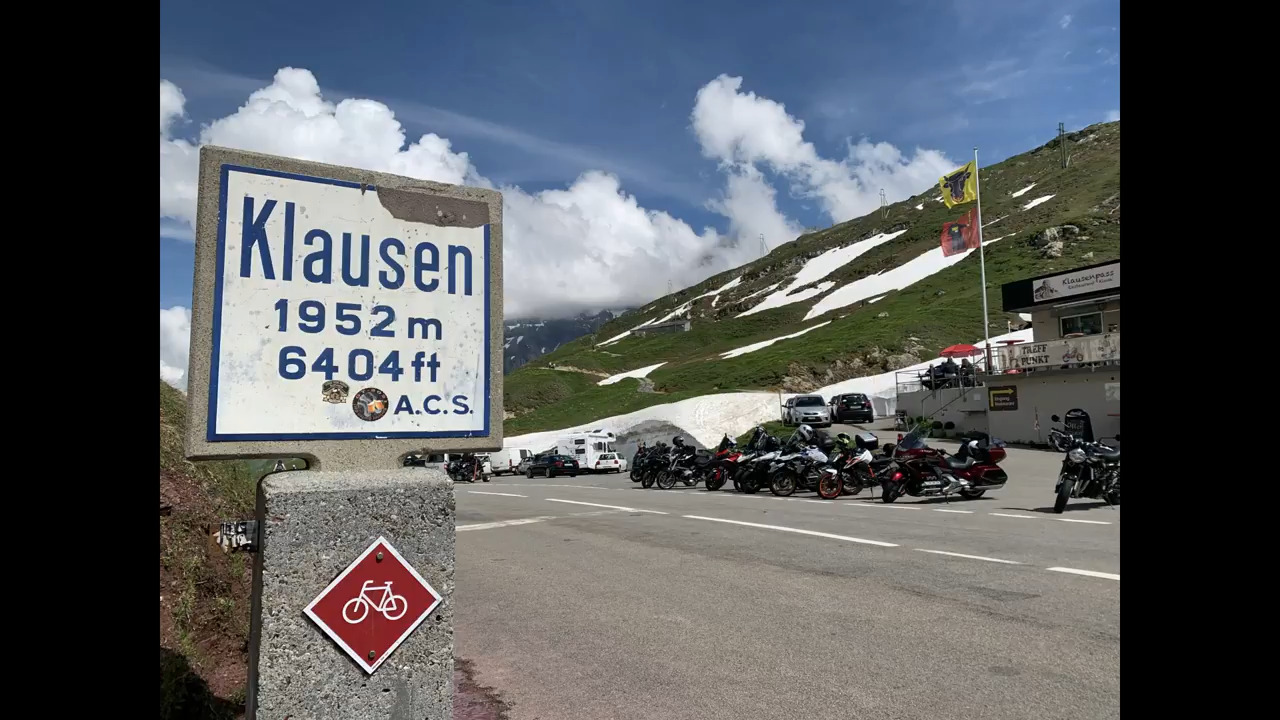 Klausen
1952 m
6404 ft
A.C.S.
Klausenpass
TREFF
PUNKT